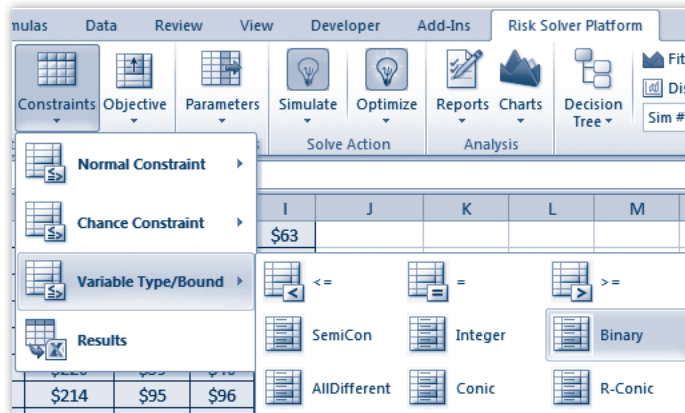 mulas Data Review View Developer Add-Ins Risk Solver Platform
Constraints Objective Parameters Simulate Optimize Reports Charts Decision Tree Fit
Dis
Sim #
Solve Action Analysis
Normal Constraint
Chance Constraint
I J K L M
$63
Variable Type/Bound
<= = >=
Results
SemiCon Integer Binary
AllDifferent Conic R-Conic
$214 $95 $96